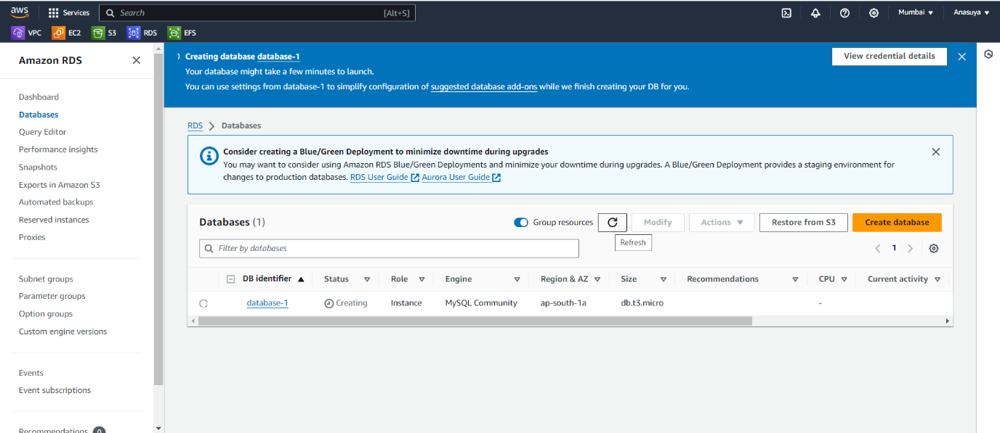 aws
Services
Search
[Alt+S]
Mumbai
Anasuya
VPC
EC2
S3
RDS
EFS
Amazon RDS
Dashboard
Databases
Query Editor
Performance insights
Snapshots
Exports in Amazon S3
Automated backups
Reserved instances
Proxies
Subnet groups
Parameter groups
Option groups
Custom engine versions
Events
Event subscriptions
Recommendations 0
Creating database database-1
View credential details
Your database might take a few minutes to launch.
You can use settings from database-1 to simplify configuration of suggested database add-ons while we finish creating your DB for you.
RDS
Databases
Consider creating a Blue/Green Deployment to minimize downtime during upgrades
You may want to consider using Amazon RDS Blue/Green Deployments and minimize your downtime during upgrades. A Blue/Green Deployment provides a staging environment for
changes to production databases. RDS User Guide Aurora User Guide
Databases (1)
Group resources
Modify
Actions
Restore from S3
Create database
Refresh
Filter by databases
1
DB identifier
Status
Role
Engine
Region & AZ
Size
Recommendations
CPU
Current activity
database-1
Creating
Instance
MySQL Community
ap-south-1a
db.t3.micro
-